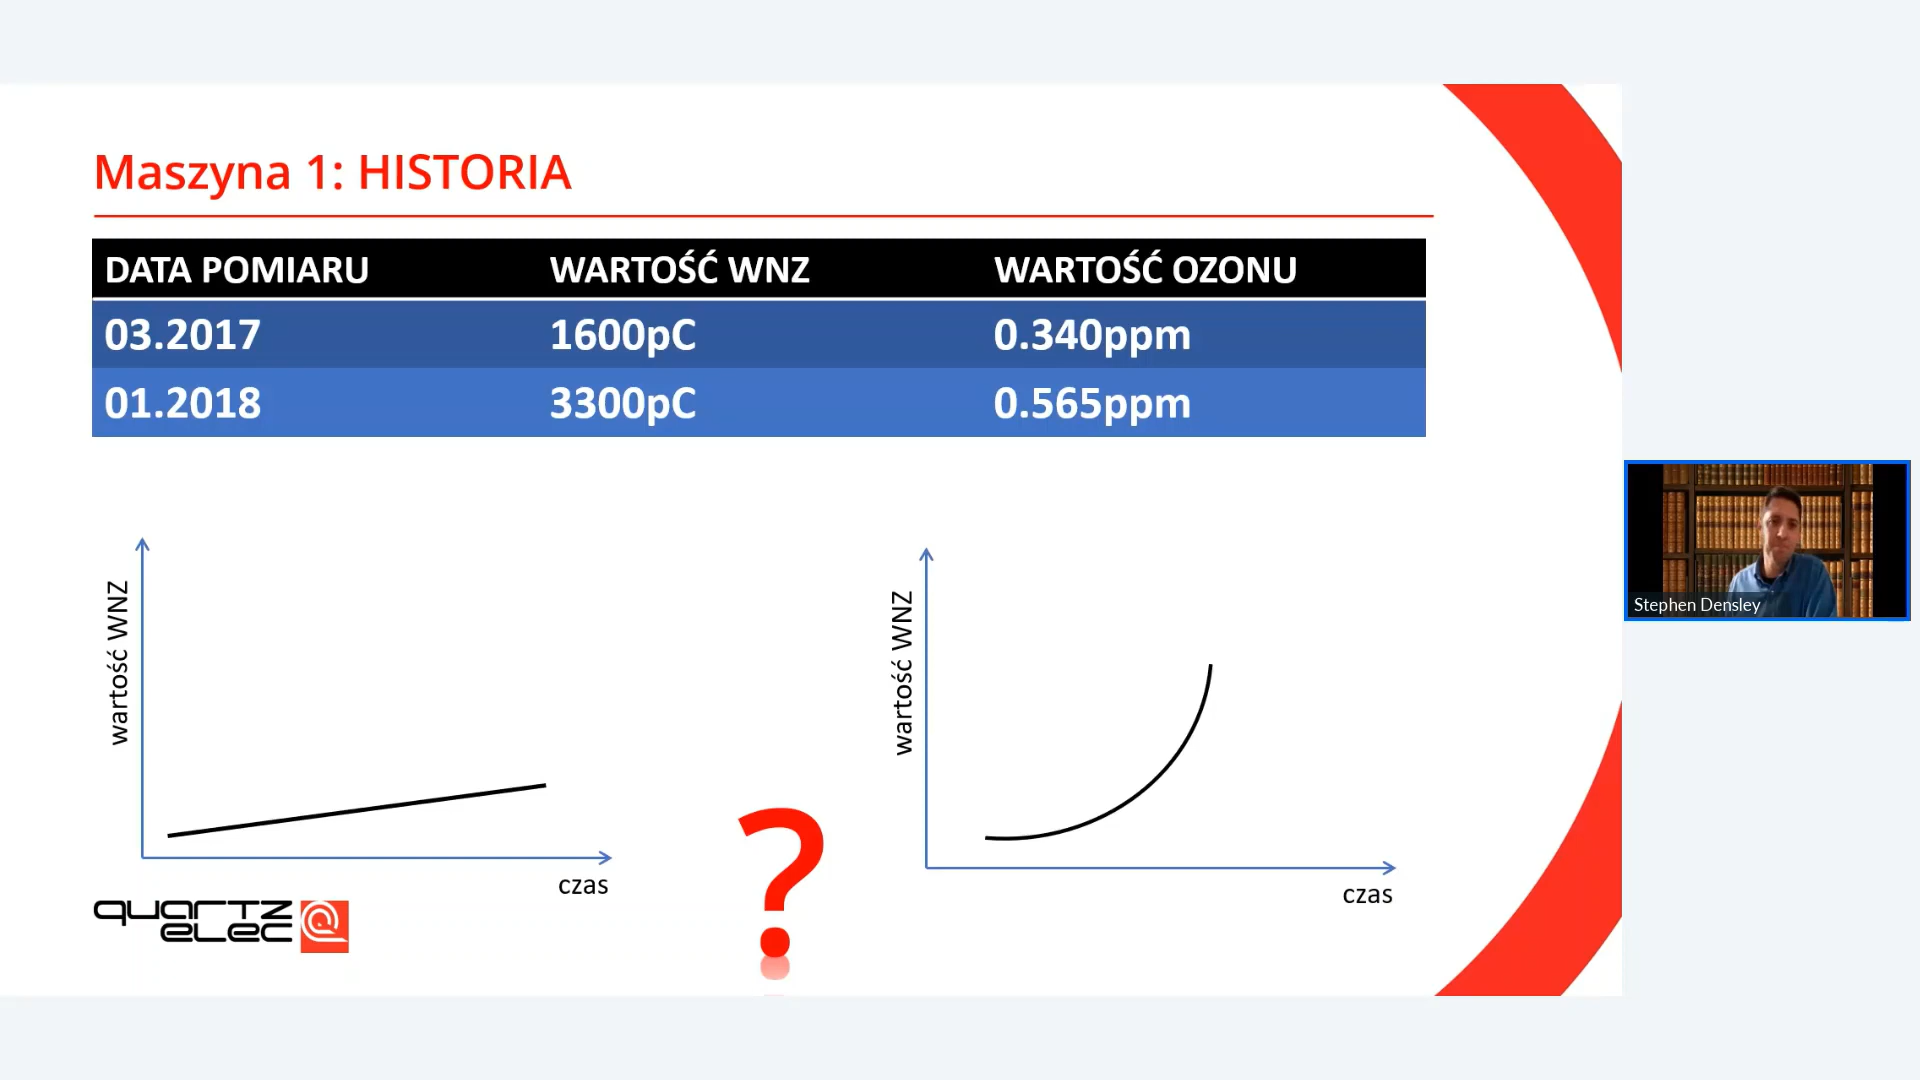 Maszyna 1: HISTORIA
DATA POMIARU WARTOŚĆ WNZ WARTOŚĆ OZONU
03.2017 1600pC 0.340ppm
01.2018 3300pC 0.565ppm
wartość WNZ
czas
?
wartość WNZ
czas
quartz
elec
Stephen Densley